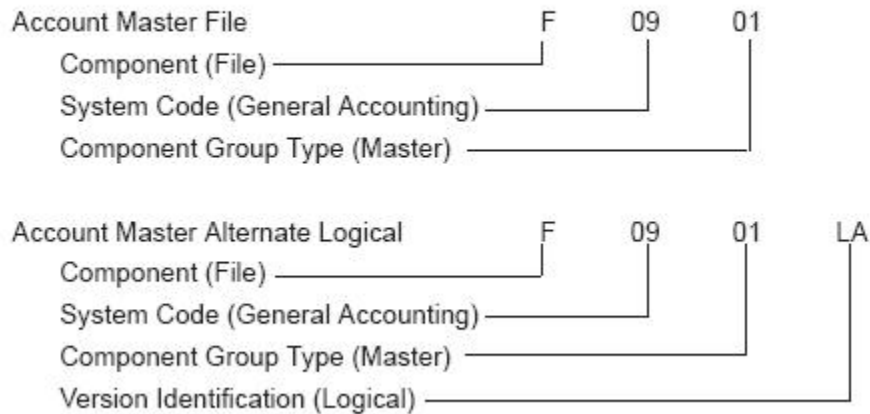 Account Master File F 09 01
Component (File)
System Code (General Accounting)
Component Group Type (Master)
Account Master Alternate Logical F 09 01 LA
Component (File)
System Code (General Accounting)
Component Group Type (Master)
Version Identification (Logical)